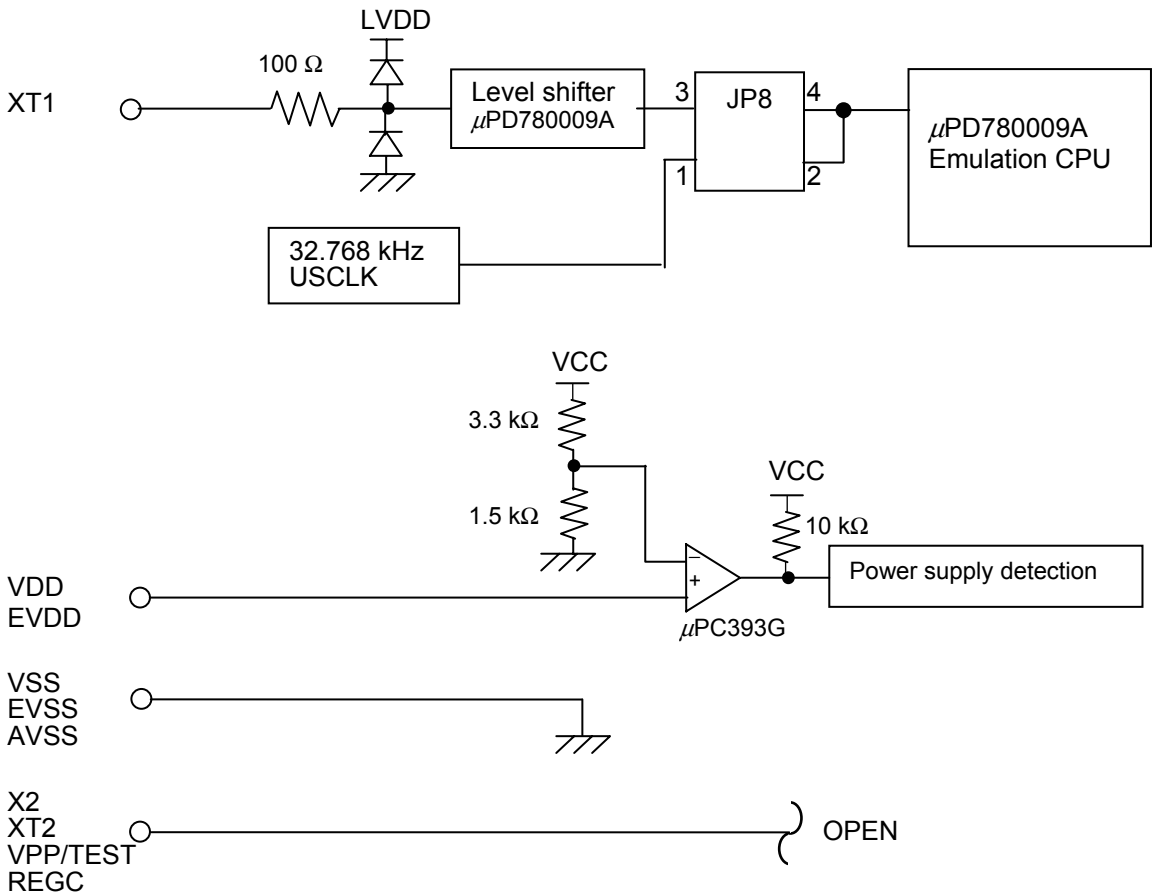 LVDD
100 Ω
XT1
Level shifter
μPD780009A
3
JP8
4
1
2
μPD780009A
Emulation CPU
32.768 kHz
USCLK
VCC
3.3 kΩ
1.5 kΩ
VCC
10 kΩ
−
+
Power supply detection
VDD
EVDD
μPC393G
VSS
EVSS
AVSS
X2
XT2
VPP/TEST
REGC
OPEN